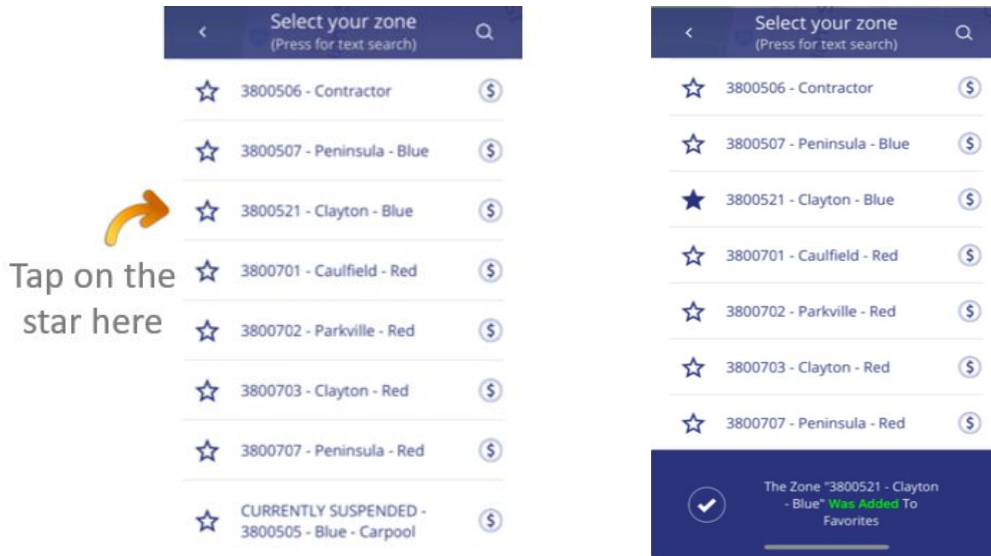 Select your zone
(Press for text search)
3800506 - Contractor
3800507 - Peninsula - Blue
3800521 - Clayton - Blue
3800701 - Caulfield - Red
3800702 - Parkville - Red
3800703 - Clayton - Red
3800707 - Peninsula - Red
CURRENTLY SUSPENDED -
3800505 - Blue - Carpool
Tap on the
star here
Select your zone
(Press for text search)
3800506 - Contractor
3800507 - Peninsula - Blue
3800521 - Clayton - Blue
3800701 - Caulfield - Red
3800702 - Parkville - Red
3800703 - Clayton - Red
3800707 - Peninsula - Red
The Zone "3800521 - Clayton
- Blue" Was Added To
Favorites